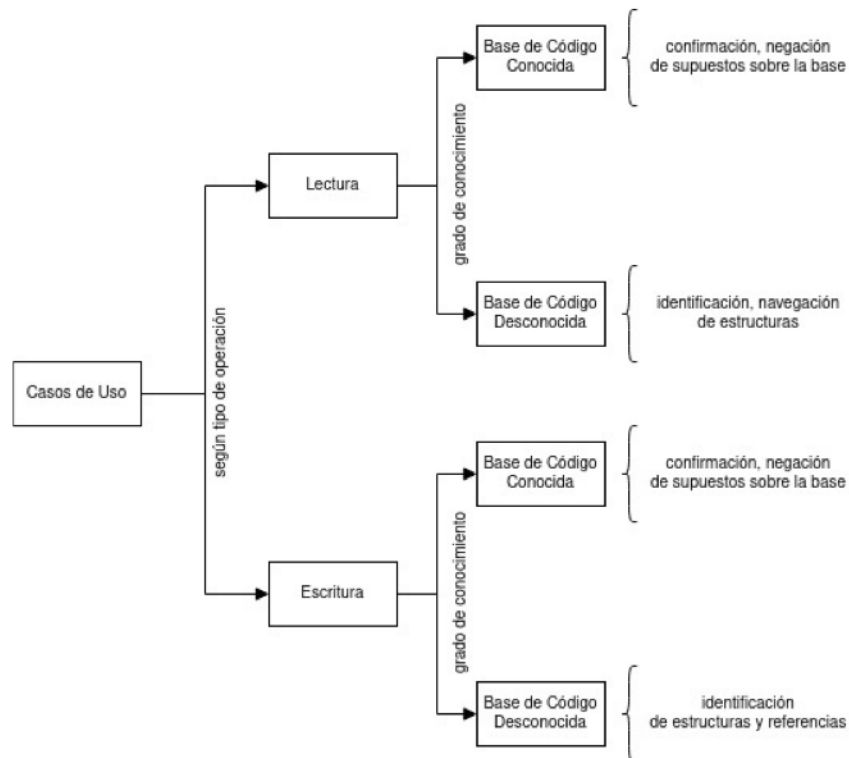 Base de Código
Conocida
confirmación, negación
de supuestos sobre la base
Lectura
grado de conocimiento
Base de Código
Desconocida
identificación, navegación
de estructuras
Casos de Uso
según tipo de operación
Base de Código
Conocida
confirmación, negación
de supuestos sobre la base
Escritura
grado de conocimiento
Base de Código
Desconocida
identificación
de estructuras y referencias